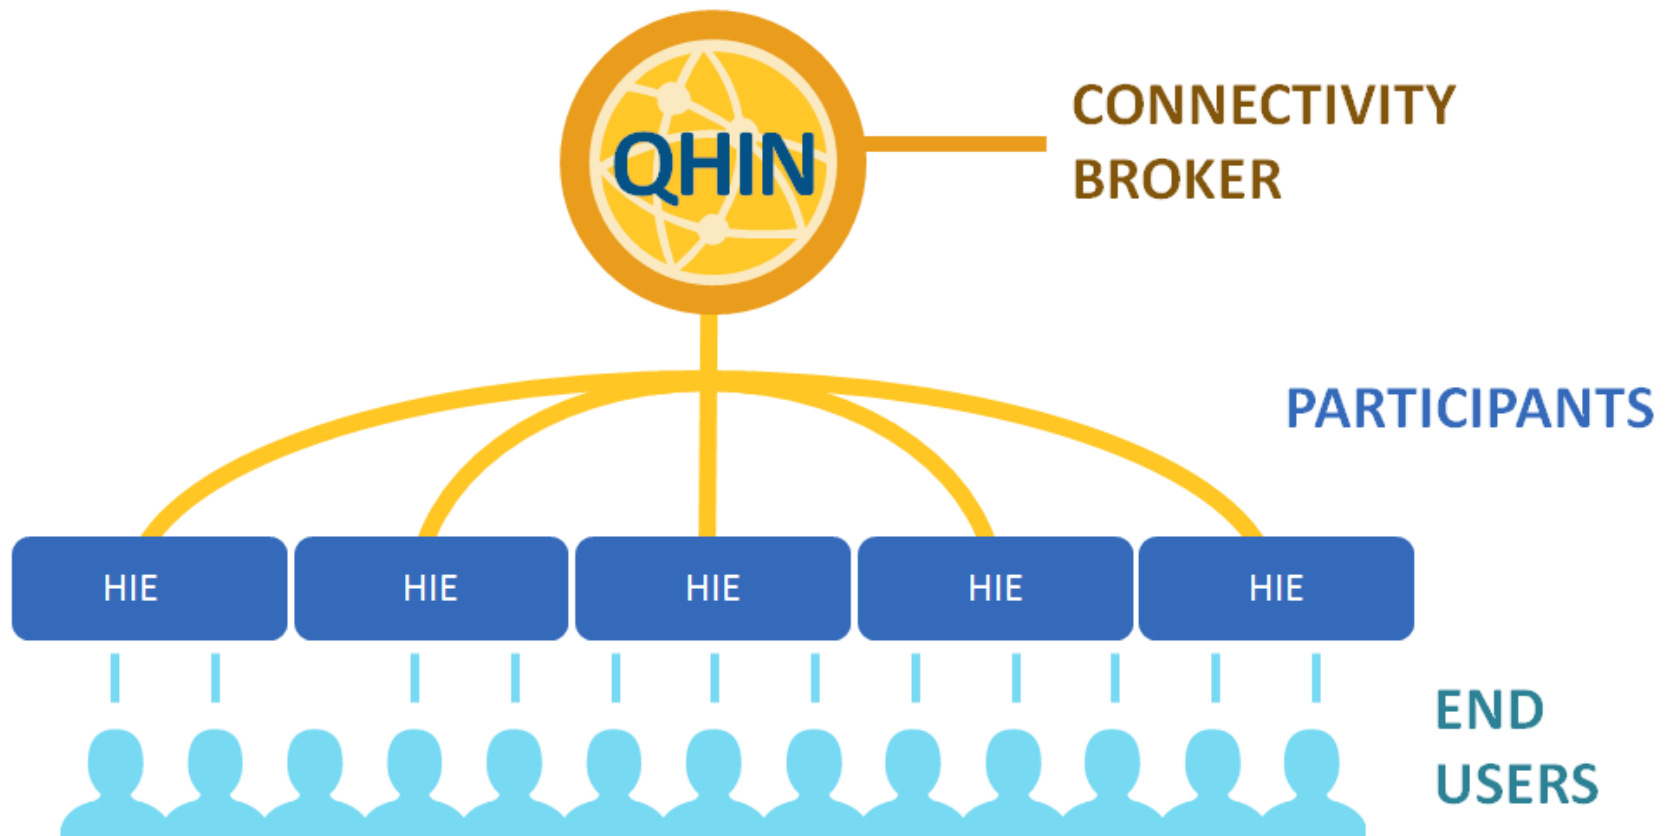 QHIN
CONNECTIVITY
BROKER
PARTICIPANTS
HIE HIE HIE HIE HIE
END
USERS